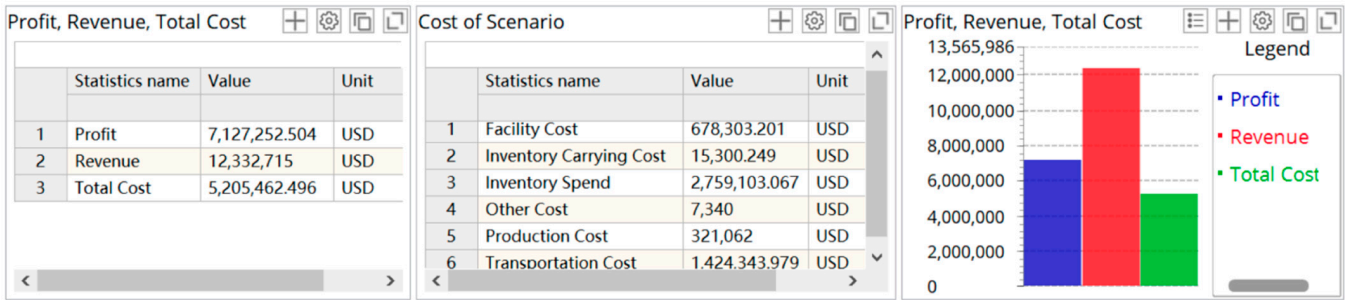 Profit, Revenue, Total Cost
Statistics name Value Unit
1 Profit 7,127,252.504 USD
2 Revenue 12,332,715 USD
3 Total Cost 5,205,462.496 USD
Cost of Scenario
Statistics name Value Unit
1 Facility Cost 678,303.201 USD
2 Inventory Carrying Cost 15,300.249 USD
3 Inventory Spend 2,759,103.067 USD
4 Other Cost 7,340 USD
5 Production Cost 321,062 USD
6 Transportation Cost 1,424,343.979 USD
Profit, Revenue, Total Cost
13,565,986
12,000,000
10,000,000
8,000,000
6,000,000
4,000,000
2,000,000
0
Legend
Profit
Revenue
Total Cost